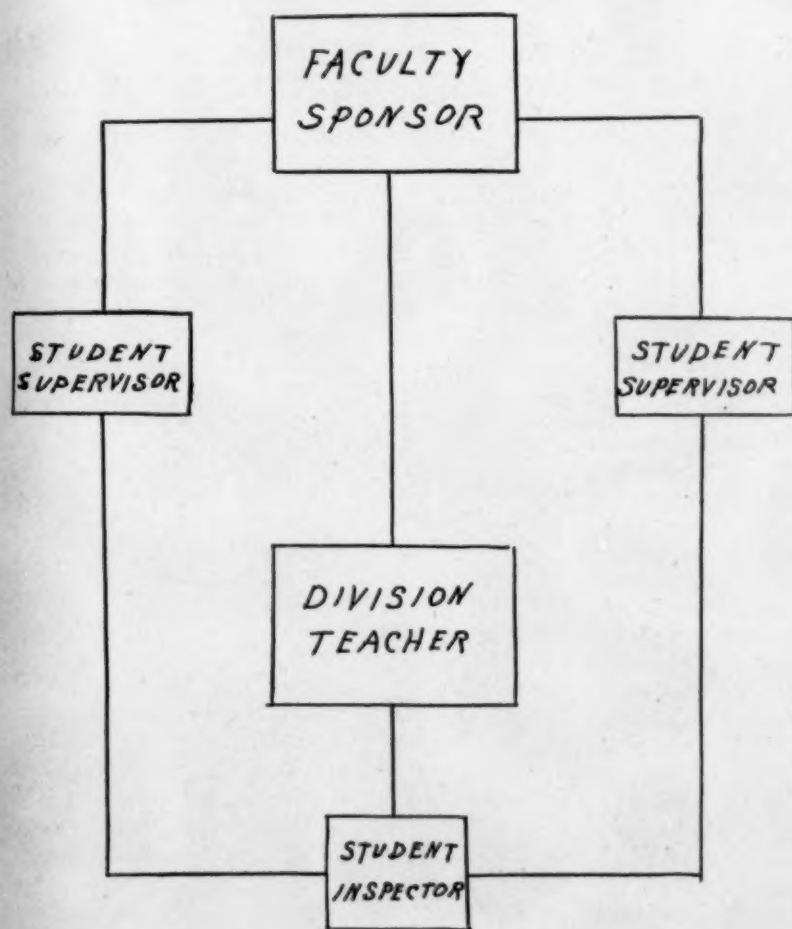 FACULTY
SPONSOR
STUDENT
SUPERVISOR
STUDENT
SUPERVISOR
DIVISION
TEACHER
STUDENT
INSPECTOR